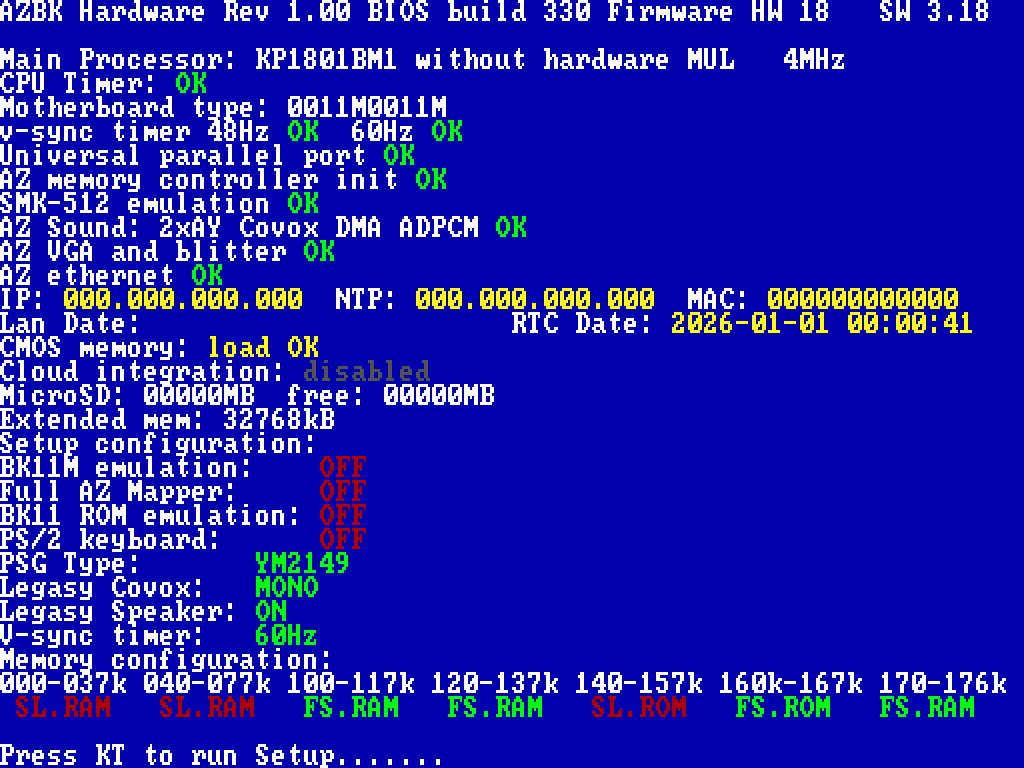 AZBK Hardware Rev 1.00 BIOS build 330 Firmware HW 18   SW 3.18
Main Processor: KP1801BM1 without hardware MUL   4MHz
CPU Timer: OK
Motherboard type: 0011M0011M
v-sync timer 48Hz OK  60Hz OK
Universal parallel port OK
AZ memory controller init OK
SMK-512 emulation OK
AZ Sound: 2xAY Covox DMA ADPCM OK
AZ VGA and blitter OK
AZ ethernet OK
IP: 000.000.000.000  NTP: 000.000.000.000  MAC: 000000000000
Lan Date:                       RTC Date: 2026-01-01 00:00:41
CMOS memory: load OK
Cloud integration: disabled
MicroSD: 00000MB  free: 00000MB
Extended mem: 32768kB
Setup configuration:
BK11M emulation:    OFF
Full AZ Mapper:     OFF
BK11 ROM emulation: OFF
PS/2 keyboard:      OFF
PSG Type:       YM2149
Legasy Covox:   MONO
Legasy Speaker: ON
V-sync timer:   60Hz
Memory configuration:
000-037k 040-077k 100-117k 120-137k 140-157k 160k-167k 170-176k
SL.RAM   SL.RAM   FS.RAM   FS.RAM   SL.ROM   FS.ROM   FS.RAM
Press KT to run Setup.......